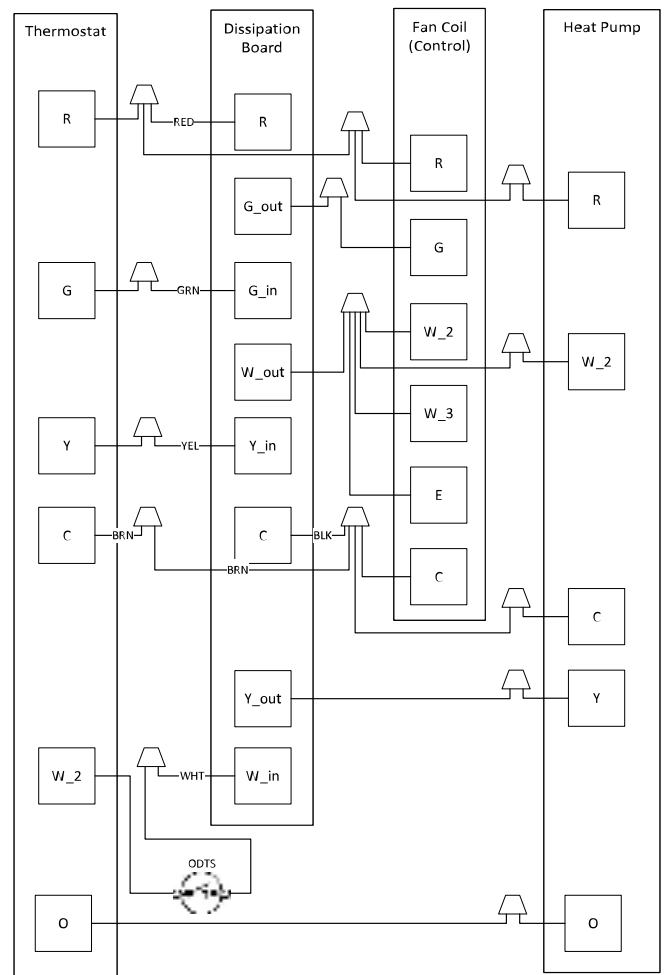 Thermostat
Dissipation
Board
Fan Coil
(Control)
Heat Pump
R
RED
R
R
R
G_out
G
G
GRN
G_in
W_2
W_2
W_out
W_3
Y
YEL
Y_in
E
C
BRN
C
BLK
BRN
C
C
Y_out
Y
W_2
WHT
W_in
ODTS
O
O